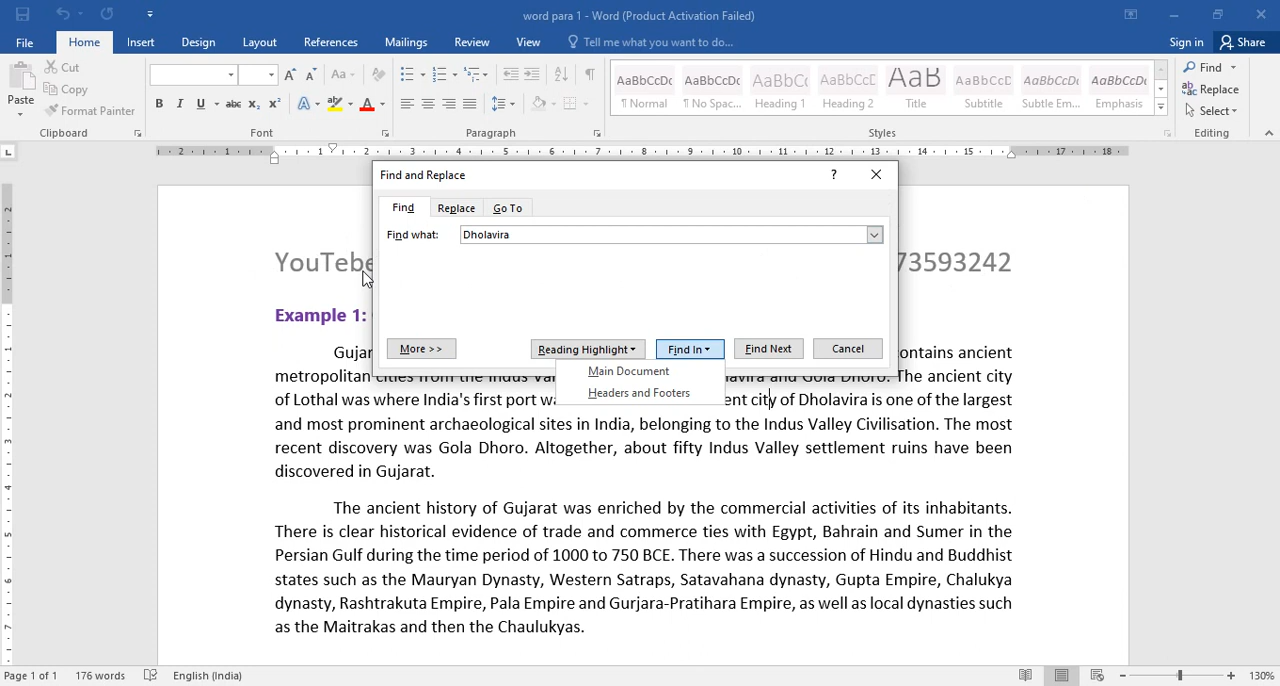 word para 1 - Word (Product Activation Failed)
File Home Insert Design Layout References Mailings Review View Tell me what you want to do... Sign in Share
Paste Cut Copy Format Painter
Clipboard Font Paragraph Styles Editing
AaBbCcDc ¶ Normal
AaBbCcDc ¶ No Spac...
AaBbCc Heading 1
AaBbCcE Heading 2
AaB Title
AaBbCcDc Subtitle
AaBbCcDc Subtle Em...
AaBbCcDc Emphasis
Find
Replace
Select
Find and Replace
Find Replace Go To
Find what: Dholavira
More >> Reading Highlight Find In Find Next Cancel
Main Document
Headers and Footers
YouTebe 73593242
Example 1:
Gujar contains ancient
metropolitan cities from the Indus Val avira and Gola Dhoro. The ancient city
of Lothal was where India's first port w ent city of Dholavira is one of the largest
and most prominent archaeological sites in India, belonging to the Indus Valley Civilisation. The most
recent discovery was Gola Dhoro. Altogether, about fifty Indus Valley settlement ruins have been
discovered in Gujarat.
The ancient history of Gujarat was enriched by the commercial activities of its inhabitants.
There is clear historical evidence of trade and commerce ties with Egypt, Bahrain and Sumer in the
Persian Gulf during the time period of 1000 to 750 BCE. There was a succession of Hindu and Buddhist
states such as the Mauryan Dynasty, Western Satraps, Satavahana dynasty, Gupta Empire, Chalukya
dynasty, Rashtrakuta Empire, Pala Empire and Gurjara-Pratihara Empire, as well as local dynasties such
as the Maitrakas and then the Chaulukyas.
Page 1 of 1 176 words English (India) 130%